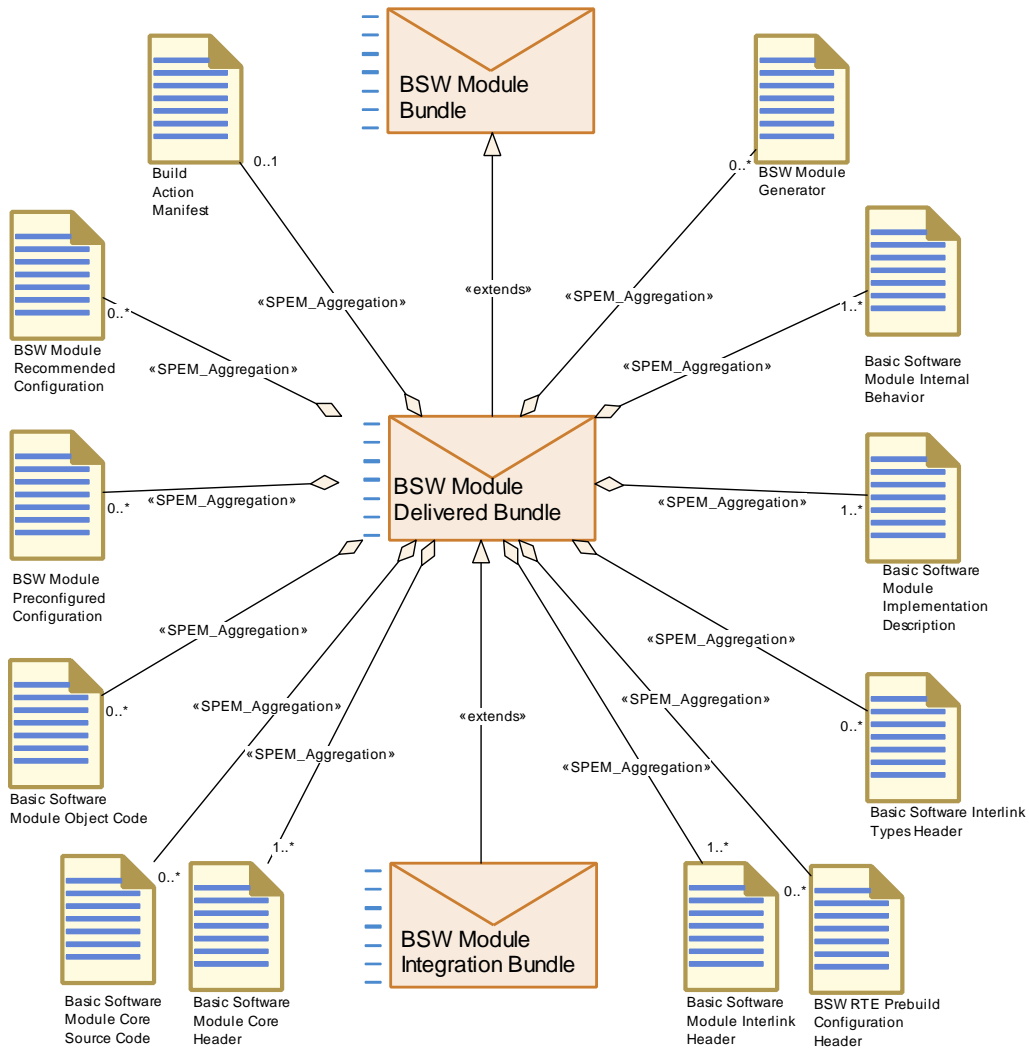 BSW Module
Bundle
0..1
Build
Action
Manifest
0..*
BSW Module
Generator
«extends»
«SPEM_Aggregation»
«SPEM_Aggregation»
0..*
BSW Module
Recommended
Configuration
«SPEM_Aggregation»
1..*
Basic Software
Module Internal
Behavior
«SPEM_Aggregation»
BSW Module
Delivered Bundle
0..*
«SPEM_Aggregation»
BSW Module
Preconfigured
Configuration
«SPEM_Aggregation»
1..*
Basic Software
Module
Implementation
Description
«SPEM_Aggregation»
0..*
Basic Software
Module Object Code
«SPEM_Aggregation»
0..*
Basic Software Interlink
Types Header
«SPEM_Aggregation»
«SPEM_Aggregation»
«extends»
«SPEM_Aggregation»
«SPEM_Aggregation»
0..*
Basic Software
Module Core
Source Code
1..*
Basic Software
Module Core
Header
BSW Module
Integration Bundle
1..*
Basic Software
Module Interlink
Header
0..*
BSW RTE Prebuild
Configuration
Header